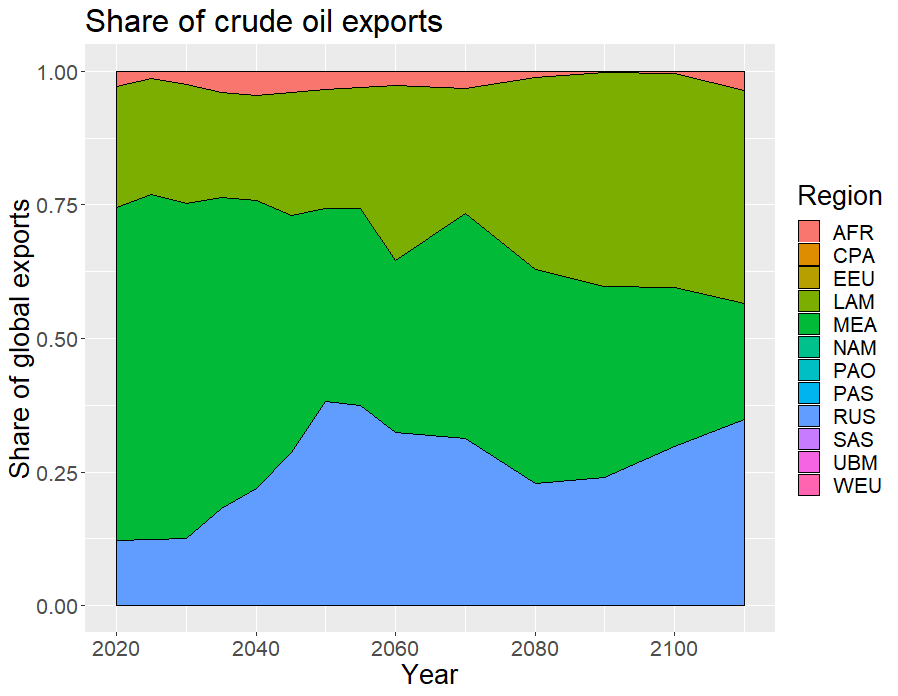 Share of crude oil exports
Share of global exports
1.00
0.75
0.50
0.25
0.00
2020 2040 2060 2080 2100
Year
Region
AFR
CPA
EEU
LAM
MEA
NAM
PAO
PAS
RUS
SAS
UBM
WEU